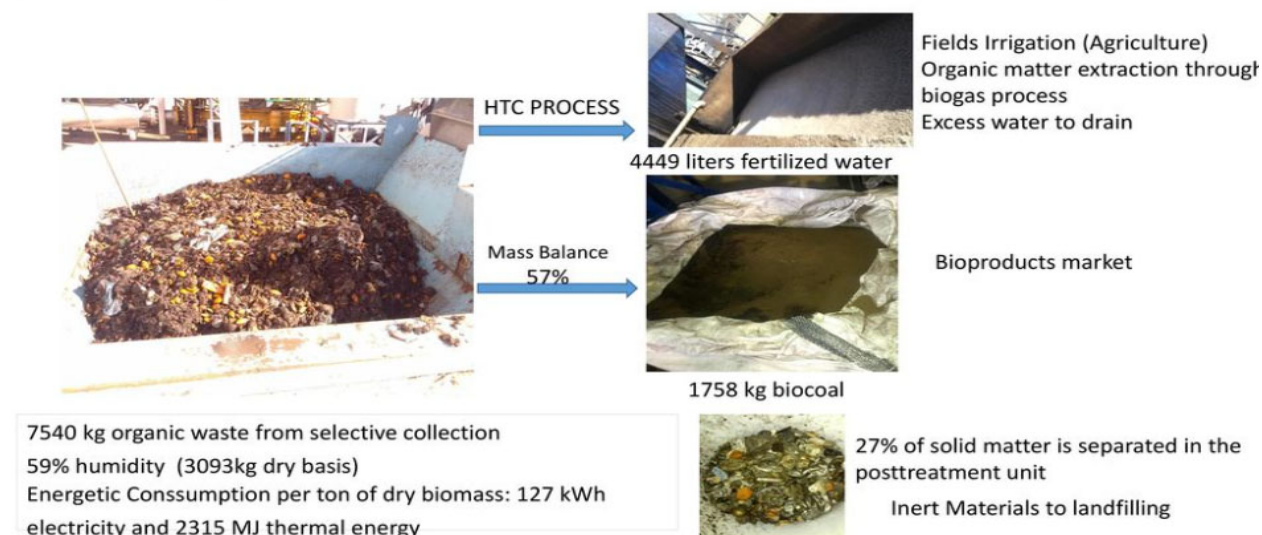 HTC PROCESS
Fields Irrigation (Agriculture)
Organic matter extraction through
biogas process
Excess water to drain
4449 liters fertilized water
Mass Balance
57%
Bioproducts market
1758 kg biocoal
7540 kg organic waste from selective collection
59% humidity (3093kg dry basis)
Energetic Conssumption per ton of dry biomass: 127 kWh
electricity and 2315 MJ thermal energy
27% of solid matter is separated in the
posttreatment unit
Inert Materials to landfilling